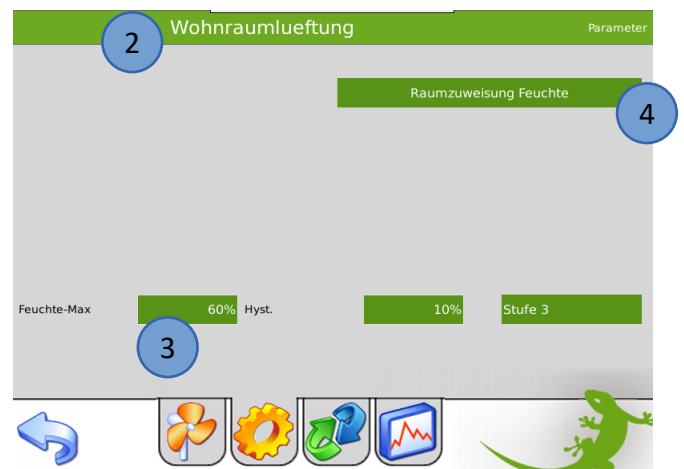 2
Wohnraumlueftung
Parameter
Raumzuweisung Feuchte
4
Feuchte-Max
60%
Hyst.
10%
Stufe 3
3